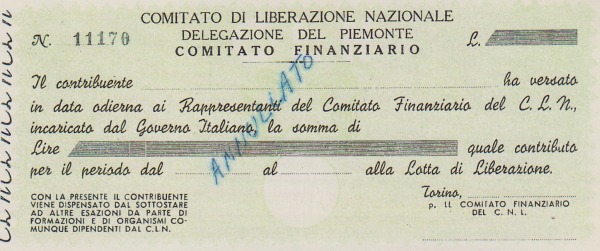 COMITATO DI LIBERAZIONE NAZIONALE
N. 11170 DELEGAZIONE DEL PIEMONTE L.
COMITATO FINANZIARIO
Il contribuente ha versato
in data odierna ai Rappresentanti del Comitato Finanziario del C.L.N.,
incaricato dal Governo Italiano, la somma di
Lire quale contributo
per il periodo dal al alla Lotta di Liberazione.
ANNULLATO
CON LA PRESENTE IL CONTRIBUENTE
VIENE DISPENSATO DAL SOTTOSTARE
AD ALTRE ESAZIONI DA PARTE DI
FORMAZIONI E DI ORGANISMI CO-
MUNQUE DIPENDENTI DAL C.L.N.
Torino,
p. IL COMITATO FINANZIARIO
DEL C. N. L.